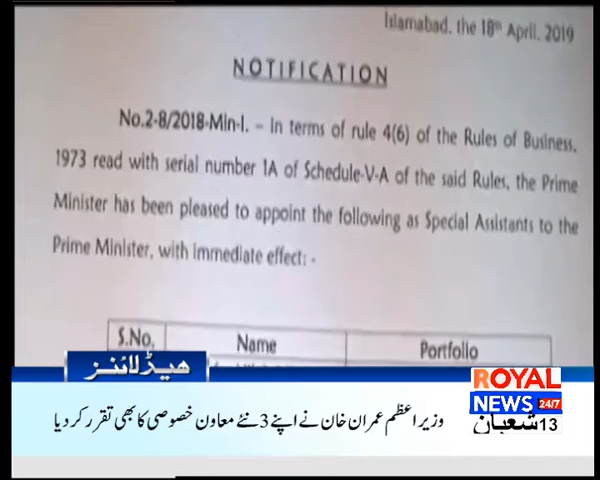 Islamabad, the 18th April, 2019
NOTIFICATION
No.2-8/2018-Min-I. – In terms of rule 4(6) of the Rules of Business,
1973 read with serial number 1A of Schedule-V-A of the said Rules, the Prime
Minister has been pleased to appoint the following as Special Assistants to the
Prime Minister, with immediate effect: -
S.No. Name Portfolio
ھیڈلائنز
ROYAL
NEWS 24/7
وزیراعظم عمران خان نے اپنے 3 نئے معاون خصوصی کا بھی تقرر کر دیا
13 شعبان